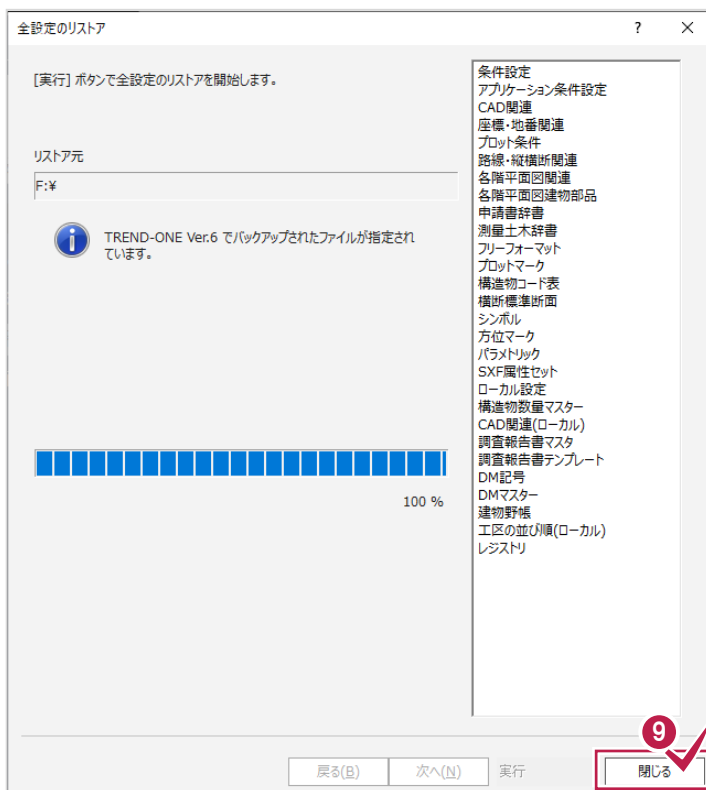 全設定のリストア
? ×
[実行] ボタンで全設定のリストアを開始します。
リストア元
F:¥
TREND-ONE Ver.6 でバックアップされたファイルが指定され
ています。
100 %
条件設定
アプリケーション条件設定
CAD関連
座標・地番関連
プロット条件
路線・縦横断関連
各階平面図関連
各階平面図建物部品
申請書辞書
測量土木辞書
フリーフォーマット
プロットマーク
構造物コード表
横断標準断面
シンボル
方位マーク
パラメトリック
SXF属性セット
ローカル設定
構造物数量マスター
CAD関連(ローカル)
調査報告書マスタ
調査報告書テンプレート
DM記号
DMマスター
建物野帳
工区の並び順(ローカル)
レジストリ
9
戻る(B) 次へ(N) 実行 閉じる